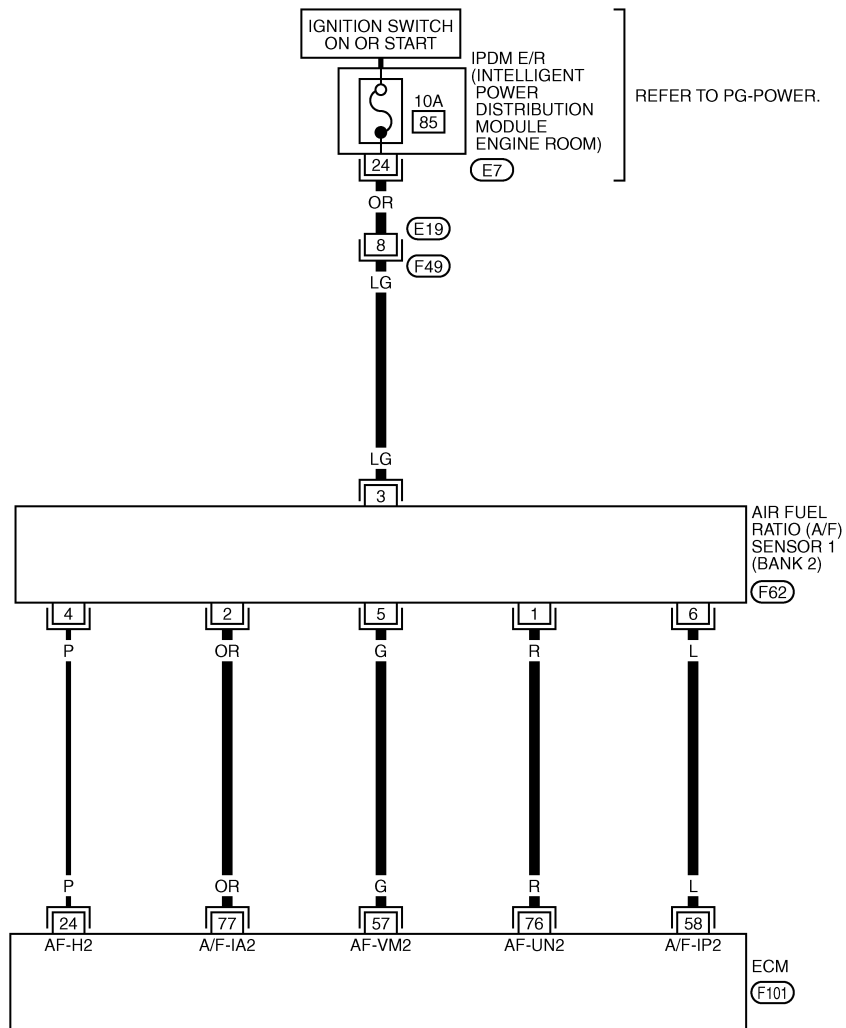 IGNITION SWITCH
ON OR START
IPDM E/R
(INTELLIGENT
POWER
DISTRIBUTION
MODULE
ENGINE ROOM)
REFER TO PG-POWER.
10A
85
24
E7
OR
E19
8
F49
LG
LG
3
AIR FUEL
RATIO (A/F)
SENSOR 1
(BANK 2)
F62
4 2 5 1 6
P OR G R L
P OR G R L
24 77 57 76 58
AF-H2 A/F-IA2 AF-VM2 AF-UN2 A/F-IP2
ECM
F101